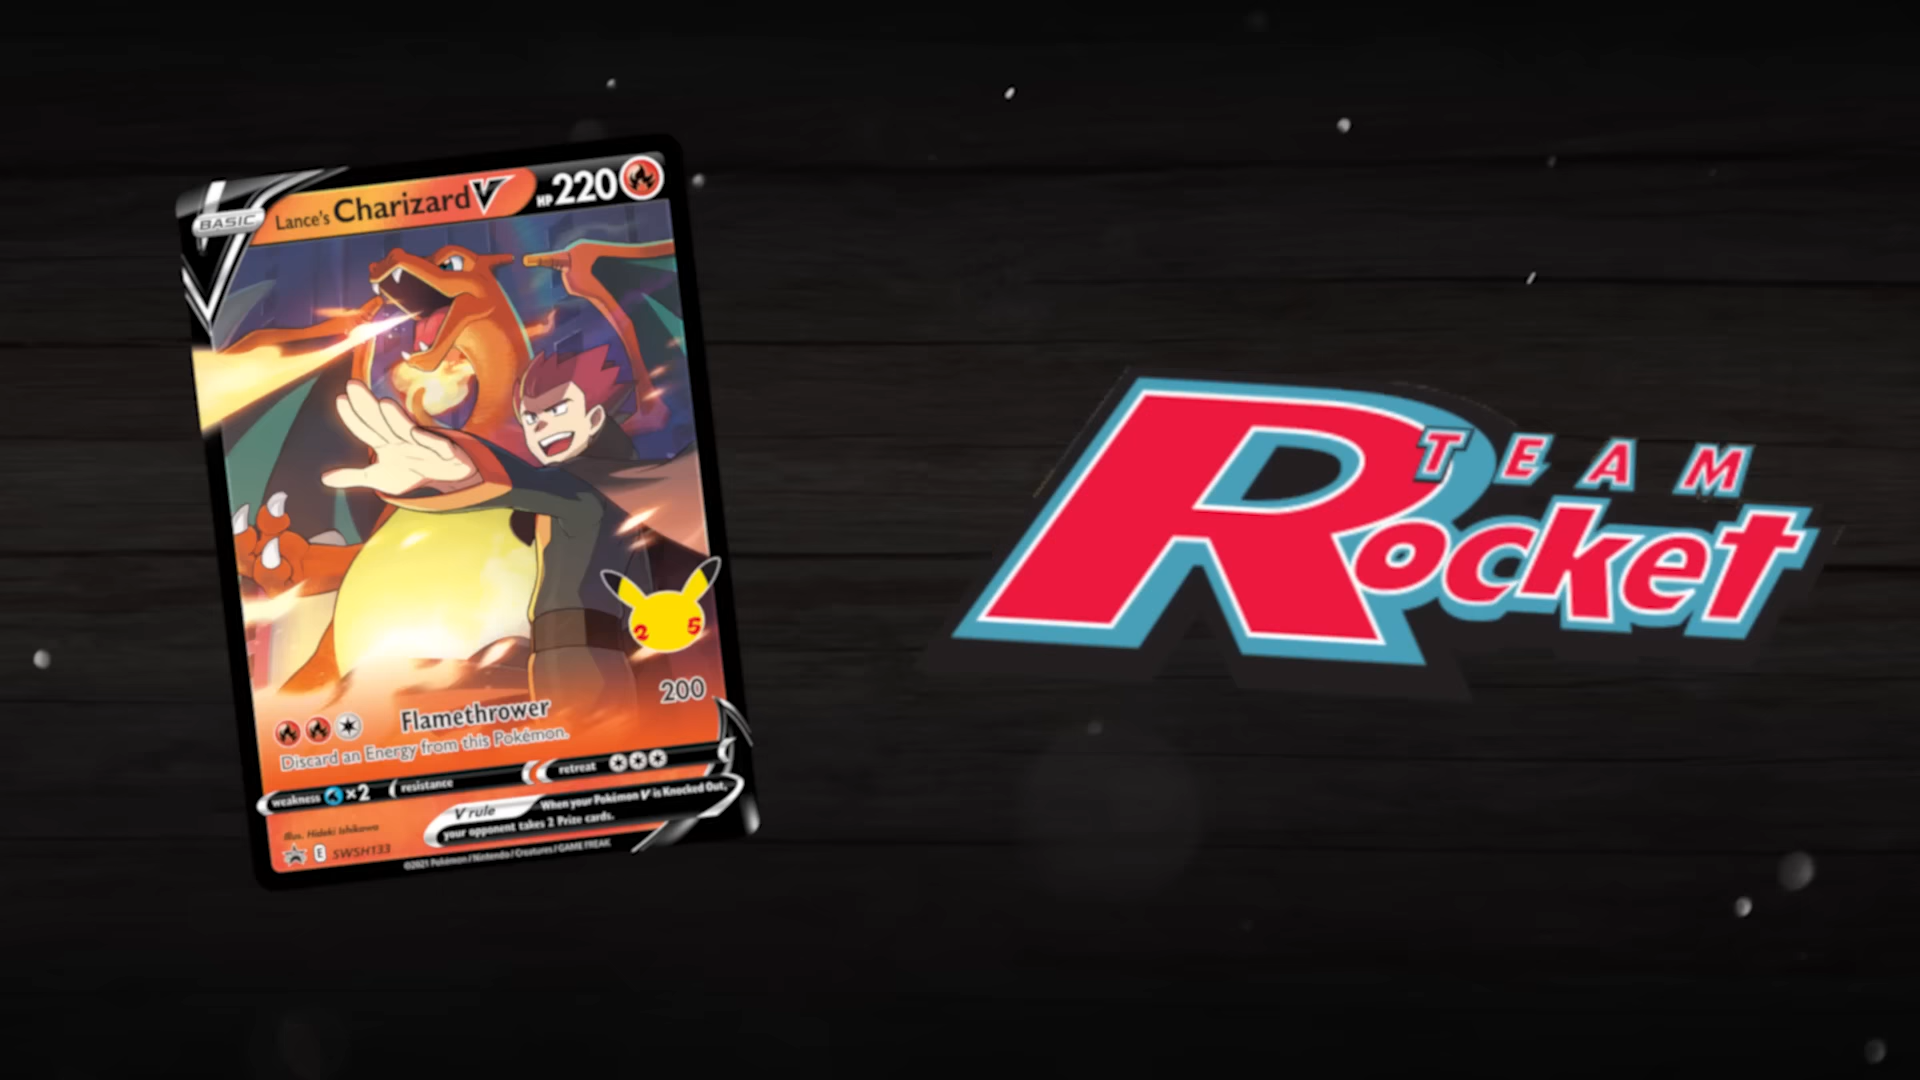 BASIC
Lance's Charizard V HP 220
25
Flamethrower 200
Discard an Energy from this Pokémon.
weakness ×2 resistance retreat
V rule When your Pokémon V is Knocked Out,
your opponent takes 2 Prize cards.
Illus. Hideki Ishikawa
E SWSH133
©2021 Pokémon / Nintendo / Creatures / GAME FREAK
TEAM
Rocket